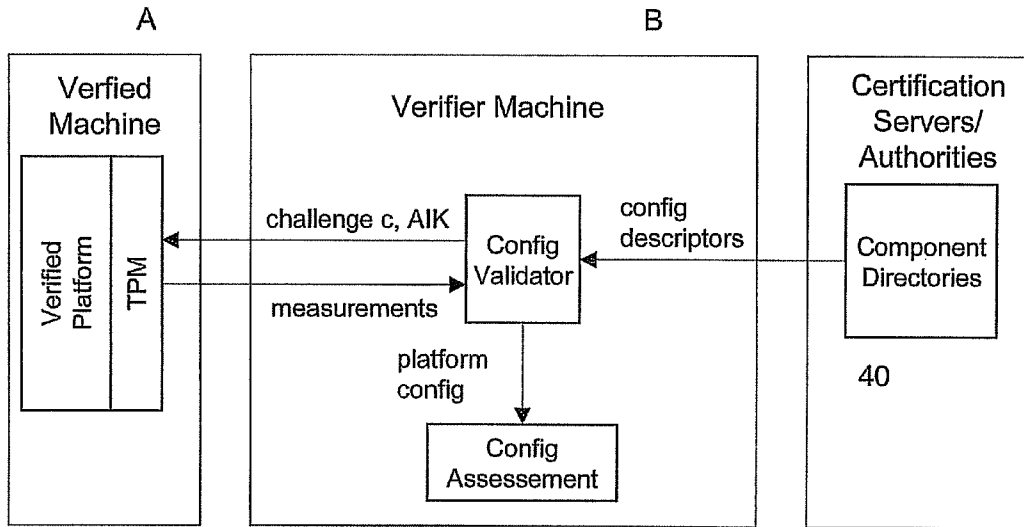 A
B
Verfied
Machine
Verified
Platform
TPM
Verifier Machine
challenge c, AIK
measurements
Config
Validator
config
descriptors
platform
config
Config
Assessement
Certification
Servers/
Authorities
Component
Directories
40